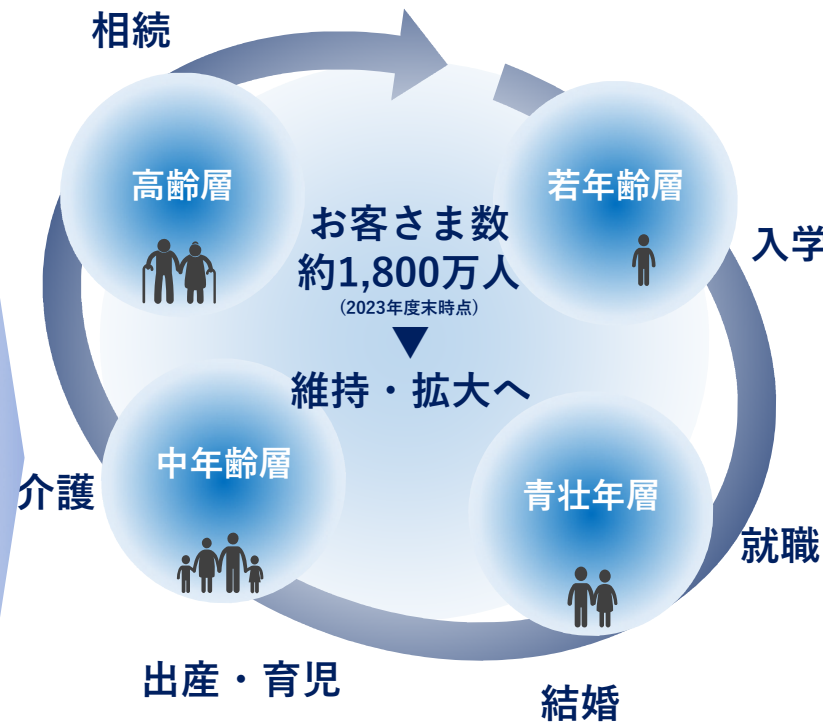 相続
高齢層
若年齢層
お客さま数
約1,800万人
(2023年度末時点)
維持・拡大へ
入学
中年齢層
介護
青壮年層
就職
出産・育児
結婚